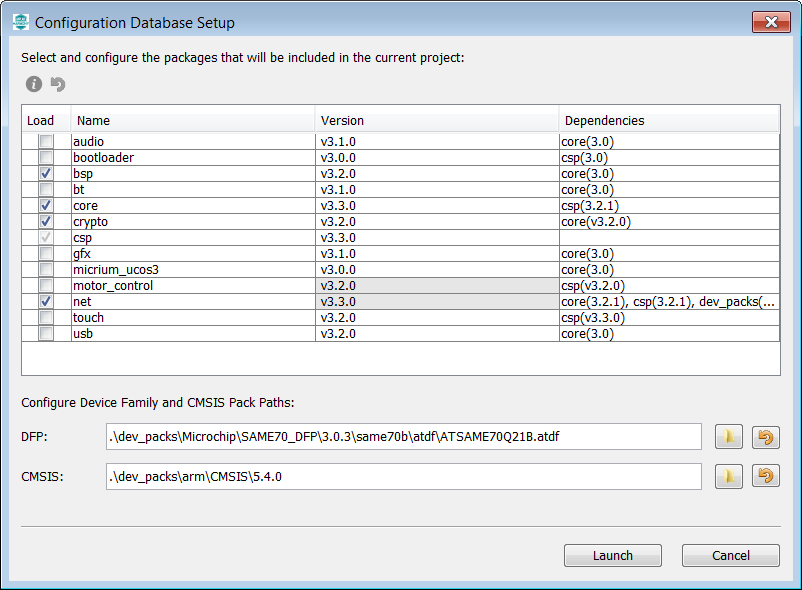 Configuration Database Setup
Select and configure the packages that will be included in the current project:
Load Name Version Dependencies
audio v3.1.0 core(3.0)
bootloader v3.0.0 csp(3.0)
bsp v3.2.0 core(3.0)
bt v3.1.0 core(3.0)
core v3.3.0 csp(3.2.1)
crypto v3.2.0 core(v3.2.0)
csp v3.3.0
gfx v3.1.0 core(3.0)
micrium_ucos3 v3.0.0 core(3.0)
motor_control v3.2.0 csp(v3.2.0)
net v3.3.0 core(3.2.1), csp(3.2.1), dev_packs(...
touch v3.2.0 csp(v3.3.0)
usb v3.2.0 core(3.0)
Configure Device Family and CMSIS Pack Paths:
DFP: .\dev_packs\Microchip\SAME70_DFP\3.0.3\same70b\atdf\ATSAME70Q21B.atdf
CMSIS: .\dev_packs\arm\CMSIS\5.4.0
Launch Cancel